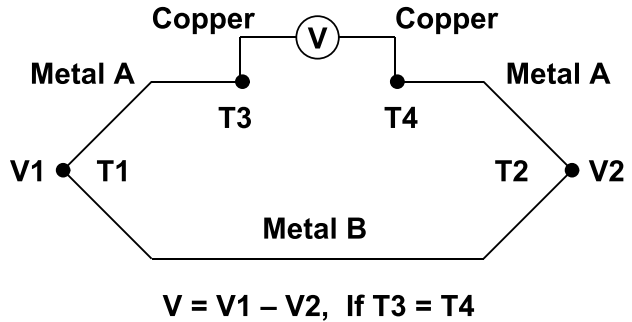 Copper
V
Copper
Metal A
Metal A
T3
T4
V1
T1
T2
V2
Metal B
V = V1 – V2,  If T3 = T4